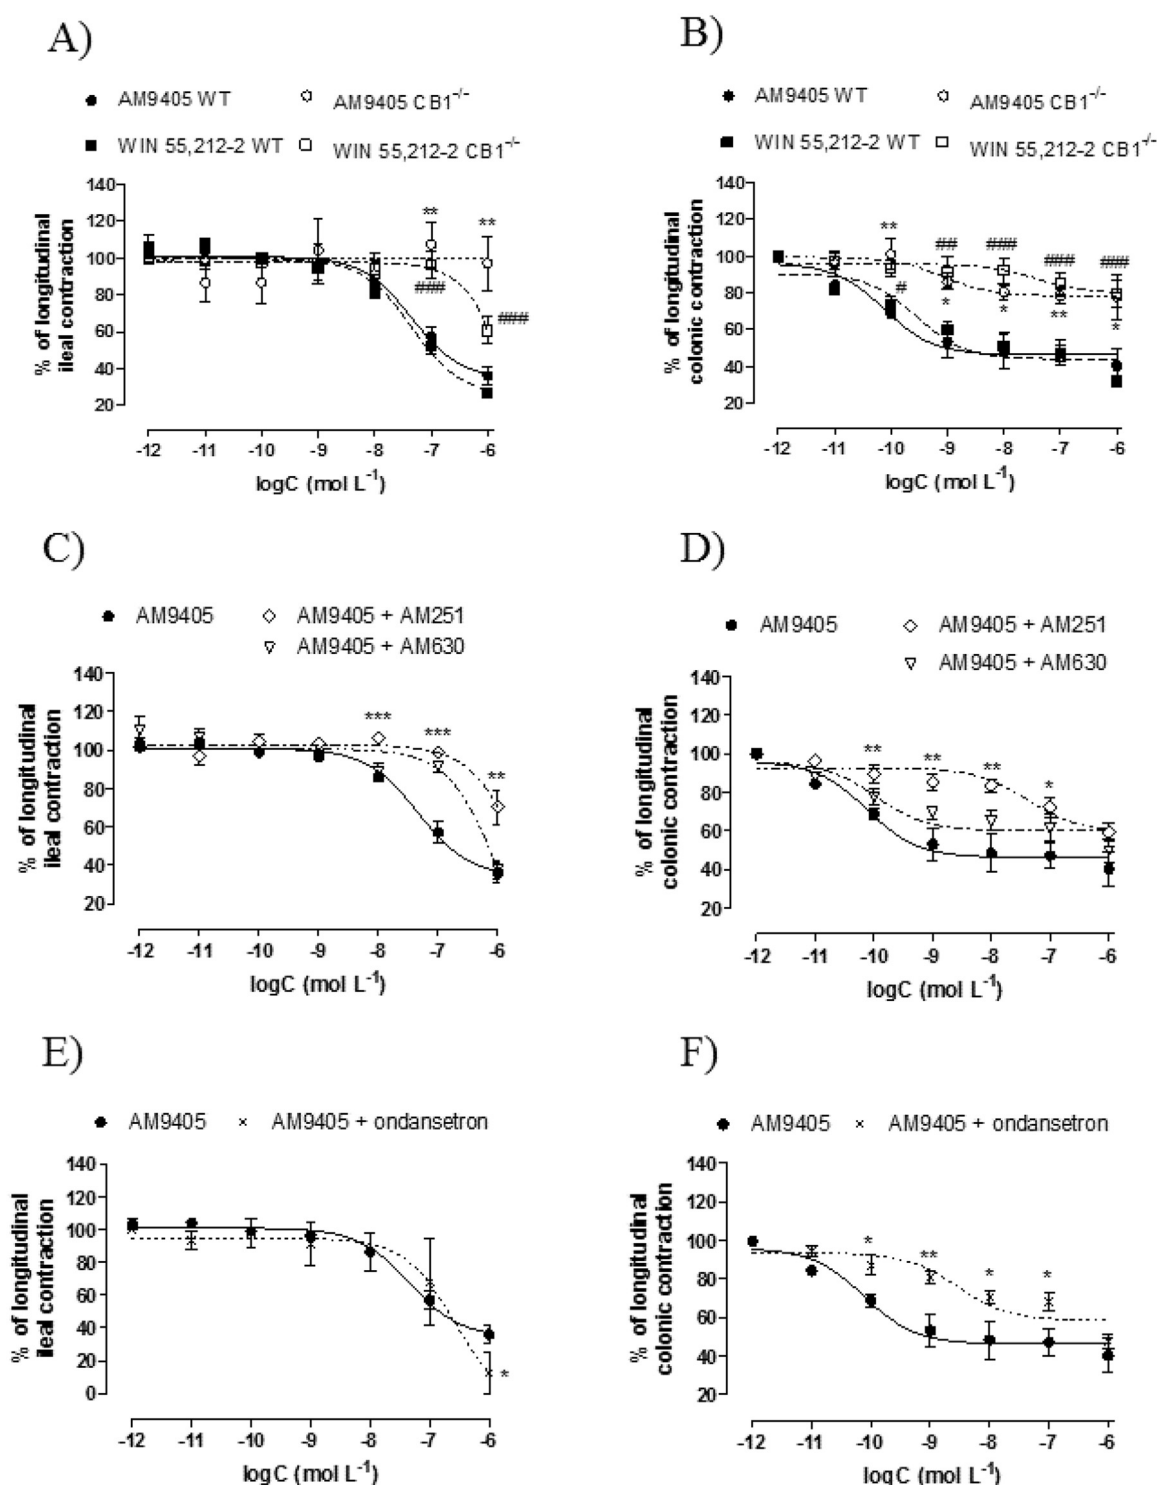 A)
AM9405 WT
AM9405 CB1-/-
WIN 55,212-2 WT
WIN 55,212-2 CB1-/-
% of longitudinal
ileal contraction
140
120
100
80
60
40
20
**
**
###
###
-12 -11 -10 -9 -8 -7 -6
logC (mol L-1)
B)
AM9405 WT
AM9405 CB1-/-
WIN 55,212-2 WT
WIN 55,212-2 CB1-/-
% of longitudinal
colonic contraction
140
120
100
80
60
40
20
**
##
###
###
###
#
*
*
**
*
-12 -11 -10 -9 -8 -7 -6
logC (mol L-1)
C)
AM9405
AM9405 + AM251
AM9405 + AM630
% of longitudinal
ileal contraction
140
120
100
80
60
40
20
***
***
**
-12 -11 -10 -9 -8 -7 -6
logC (mol L-1)
D)
AM9405
AM9405 + AM251
AM9405 + AM630
% of longitudinal
colonic contraction
140
120
100
80
60
40
20
**
**
**
*
-12 -11 -10 -9 -8 -7 -6
logC (mol L-1)
E)
AM9405
AM9405 + ondansetron
% of longitudinal
ileal contraction
140
120
100
80
60
40
20
0
*
-12 -11 -10 -9 -8 -7 -6
logC (mol L-1)
F)
AM9405
AM9405 + ondansetron
% of longitudinal
colonic contraction
140
120
100
80
60
40
20
*
**
*
*
-12 -11 -10 -9 -8 -7 -6
logC (mol L-1)